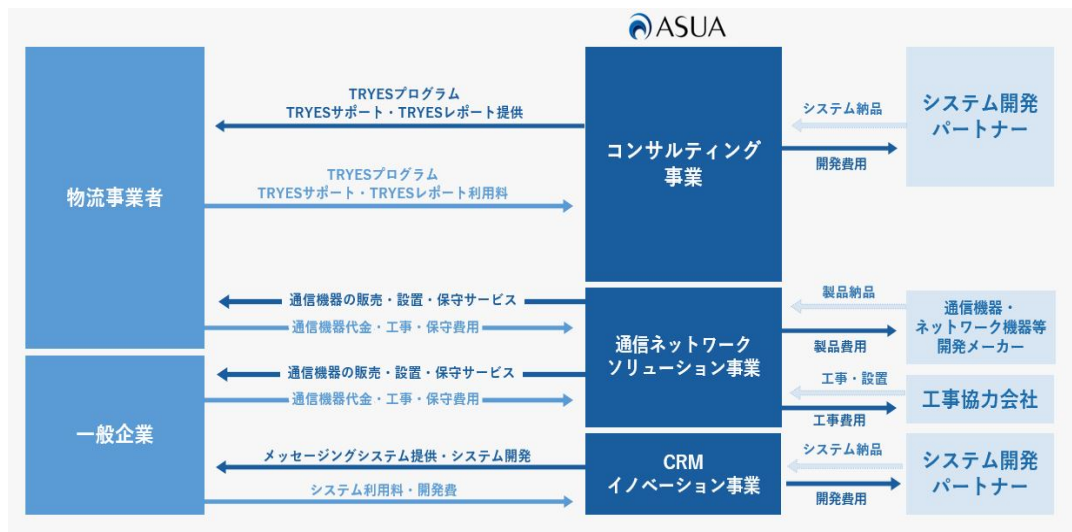 ASUA
物流事業者
TRYESプログラム
TRYESサポート・TRYESレポート提供
TRYESプログラム
TRYESサポート・TRYESレポート利用料
コンサルティング
事業
システム納品
開発費用
システム開発
パートナー
通信機器の販売・設置・保守サービス
通信機器代金・工事・保守費用
通信ネットワーク
ソリューション事業
製品納品
製品費用
通信機器・
ネットワーク機器等
開発メーカー
一般企業
通信機器の販売・設置・保守サービス
通信機器代金・工事・保守費用
工事・設置
工事費用
工事協力会社
メッセージングシステム提供・システム開発
システム利用料・開発費
CRM
イノベーション事業
システム納品
開発費用
システム開発
パートナー